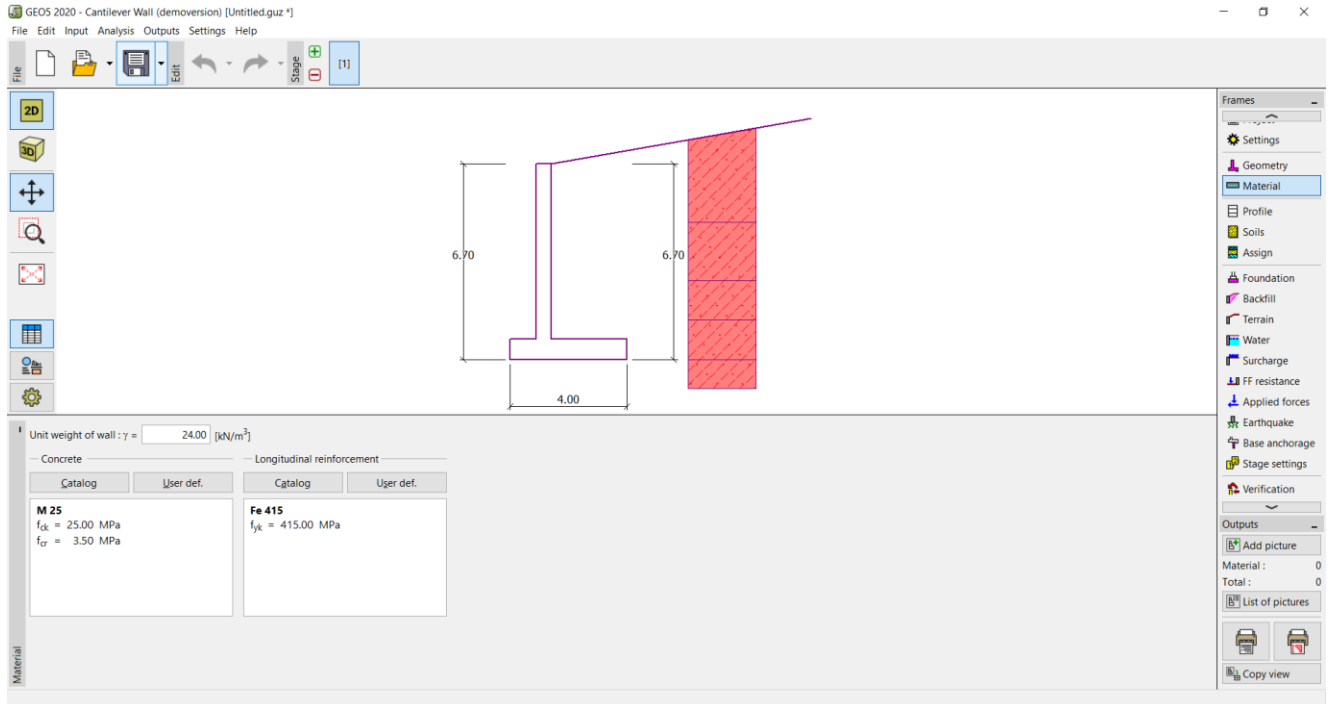 GEO5 2020 - Cantilever Wall (demoversion) [Untitled.guz *]
File Edit Input Analysis Outputs Settings Help
File
Edit
Stage
[1]
2D
3D
6.70
6.70
4.00
Frames
Settings
Geometry
Material
Profile
Soils
Assign
Foundation
Backfill
Terrain
Water
Surcharge
FF resistance
Applied forces
Earthquake
Base anchorage
Stage settings
Verification
Outputs
Add picture
Material : 0
Total : 0
List of pictures
Copy view
Material
Unit weight of wall : γ = 24.00 [kN/m³]
Concrete
Catalog User def.
M 25
fck = 25.00 MPa
fcr = 3.50 MPa
Longitudinal reinforcement
Catalog User def.
Fe 415
fyk = 415.00 MPa